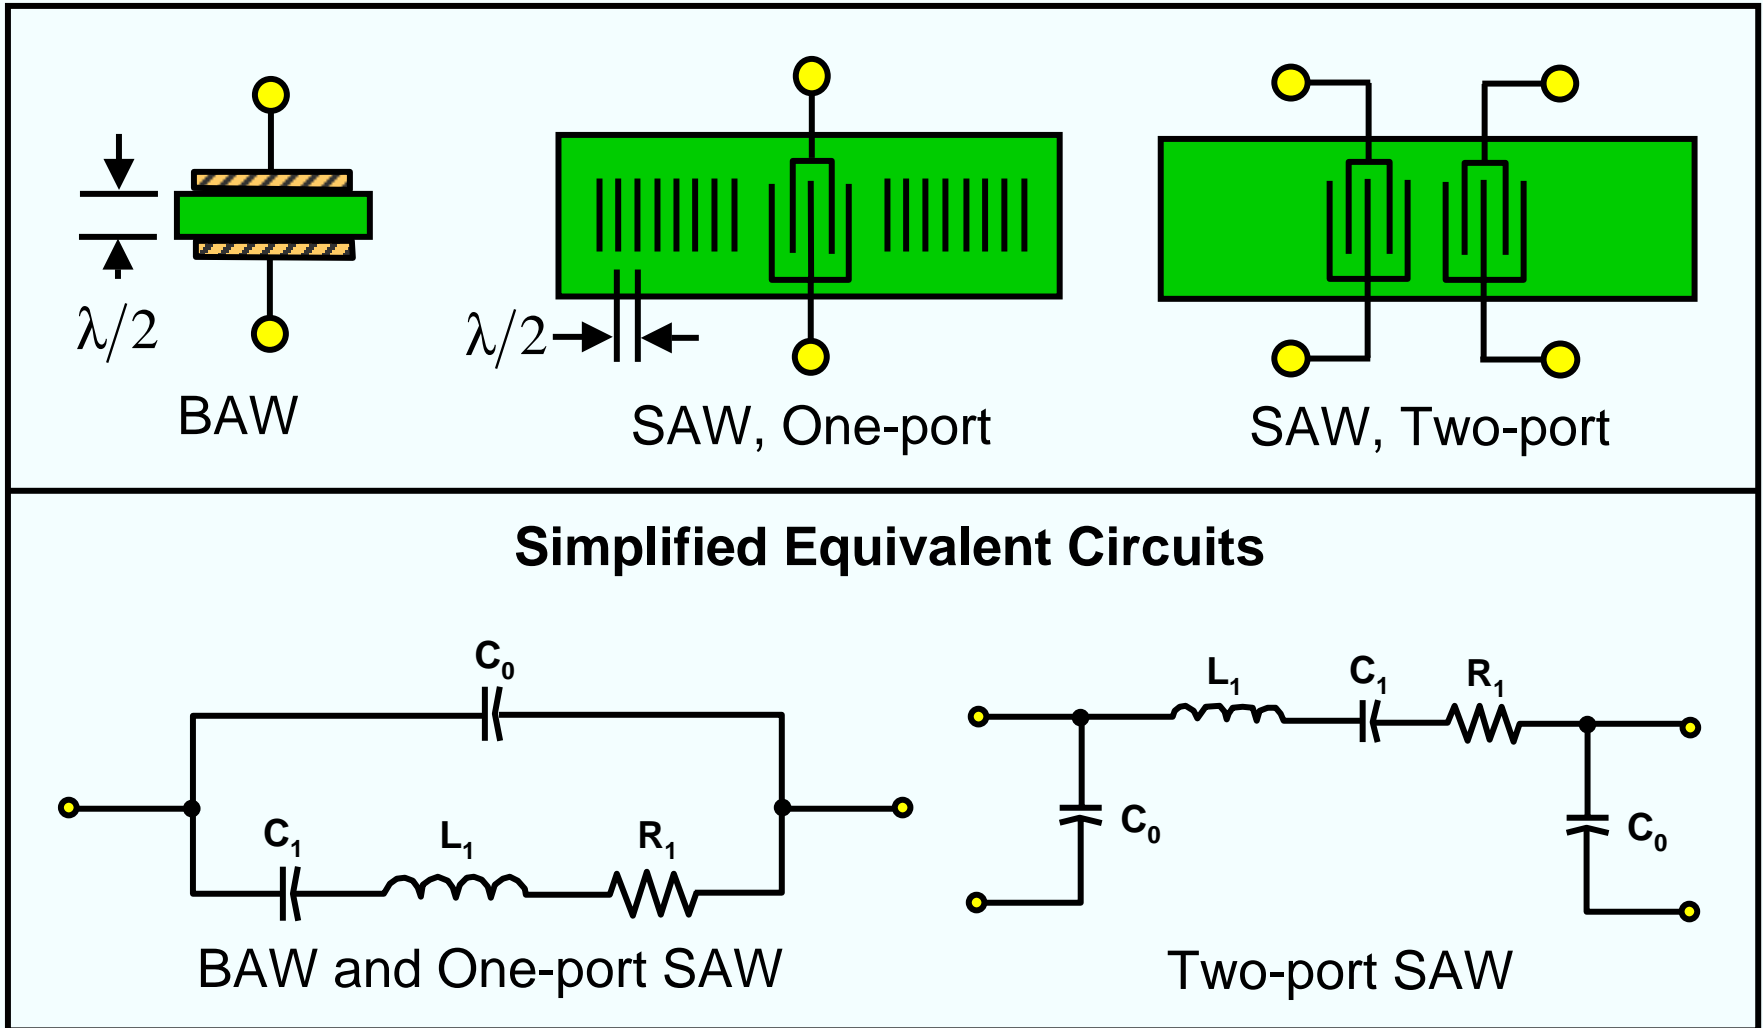 λ/2
BAW
λ/2
SAW, One-port
SAW, Two-port
Simplified Equivalent Circuits
C₀
C₁
L₁
R₁
BAW and One-port SAW
L₁
C₁
R₁
C₀
C₀
Two-port SAW